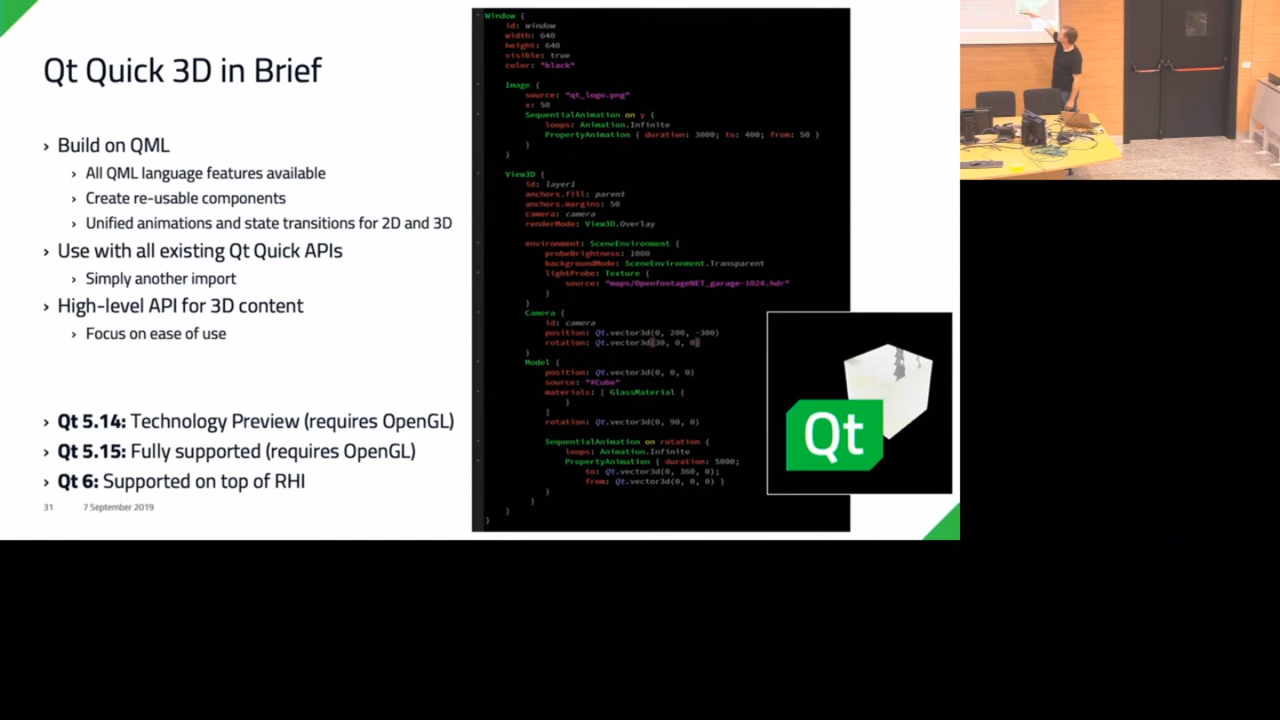 Qt Quick 3D in Brief
› Build on QML
› All QML language features available
› Create re-usable components
› Unified animations and state transitions for 2D and 3D
› Use with all existing Qt Quick APIs
› Simply another import
› High-level API for 3D content
› Focus on ease of use
› Qt 5.14: Technology Preview (requires OpenGL)
› Qt 5.15: Fully supported (requires OpenGL)
› Qt 6: Supported on top of RHI
31 7 September 2019
Window {
id: window
width: 640
height: 640
visible: true
color: "black"
Image {
source: "qt_logo.png"
x: 50
SequentialAnimation on y {
loops: Animation.Infinite
PropertyAnimation { duration: 3000; to: 400; from: 50 }
}
}
View3D {
id: layer1
anchors.fill: parent
anchors.margins: 50
camera: camera
renderMode: View3D.Overlay
environment: SceneEnvironment {
probeBrightness: 1000
backgroundMode: SceneEnvironment.Transparent
lightProbe: Texture {
source: "maps/OpenfootageNET_garage-1024.hdr"
}
}
Camera {
id: camera
position: Qt.vector3d(0, 200, -300)
rotation: Qt.vector3d(30, 0, 0)
}
Model {
position: Qt.vector3d(0, 0, 0)
source: "#Cube"
materials: [ GlassMaterial {
}
]
rotation: Qt.vector3d(0, 90, 0)
SequentialAnimation on rotation {
loops: Animation.Infinite
PropertyAnimation { duration: 5000;
to: Qt.vector3d(0, 360, 0);
from: Qt.vector3d(0, 0, 0) }
}
}
}
}
Qt